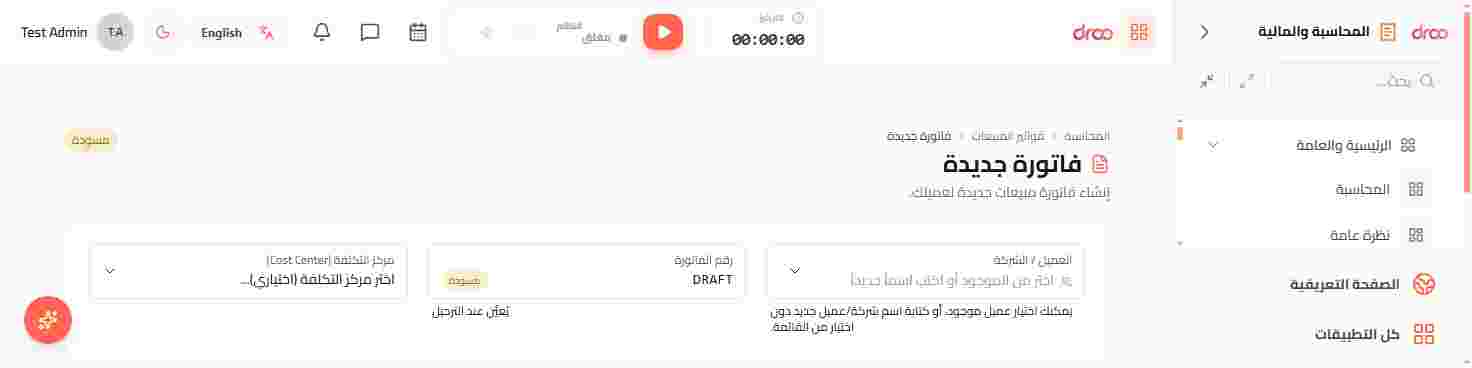 droo
المحاسبة والمالية
بحث...
الرئيسية والعامة
المحاسبة
نظرة عامة
الصفحة التعريفية
كل التطبيقات
droo
00:00:00
مغلق
English
TA
Test Admin
المحاسبة
فواتير المبيعات
فاتورة جديدة
مسودة
فاتورة جديدة
إنشاء فاتورة مبيعات جديدة لعميلك.
العميل / الشركة
اختر من الموجود أو اكتب اسماً جديداً
يمكنك اختيار عميل موجود، أو كتابة اسم شركة/عميل جديد دون
اختيار من القائمة.
رقم الفاتورة
DRAFT
مسودة
يُعيَّن عند الترحيل
مركز التكلفة (Cost Center)
اختر مركز التكلفة (اختياري)...